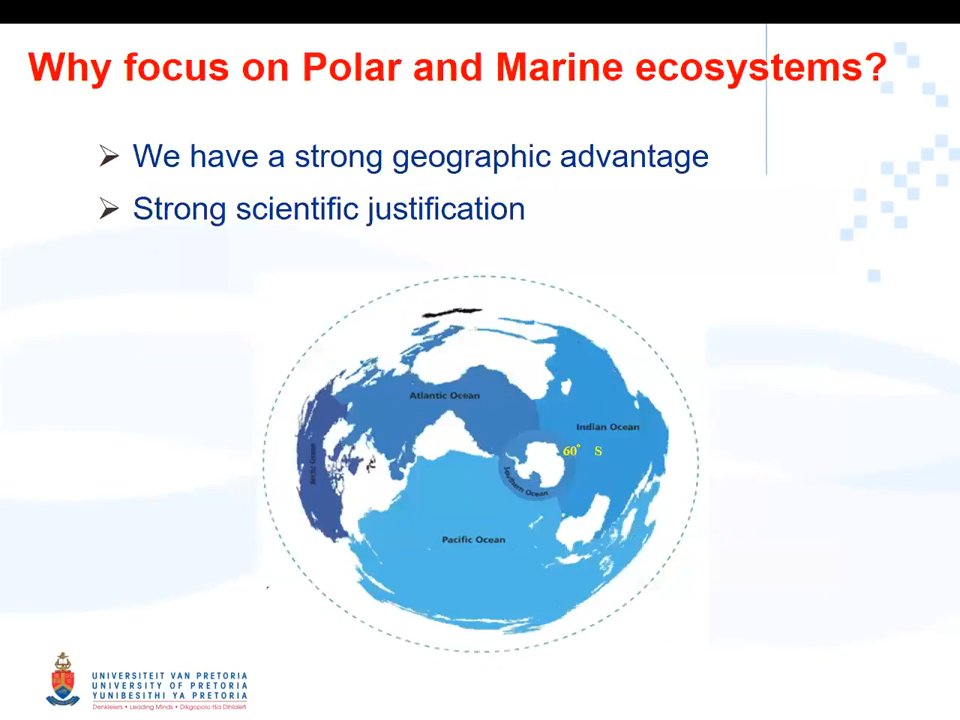 Why focus on Polar and Marine ecosystems?
We have a strong geographic advantage
Strong scientific justification
Atlantic Ocean
Indian Ocean
60° S
Arctic Ocean
Southern Ocean
Pacific Ocean
UNIVERSITEIT VAN PRETORIA
UNIVERSITY OF PRETORIA
YUNIBESITHI YA PRETORIA
Denkleiers • Leading Minds • Dikgopolo tša Dihlalefi